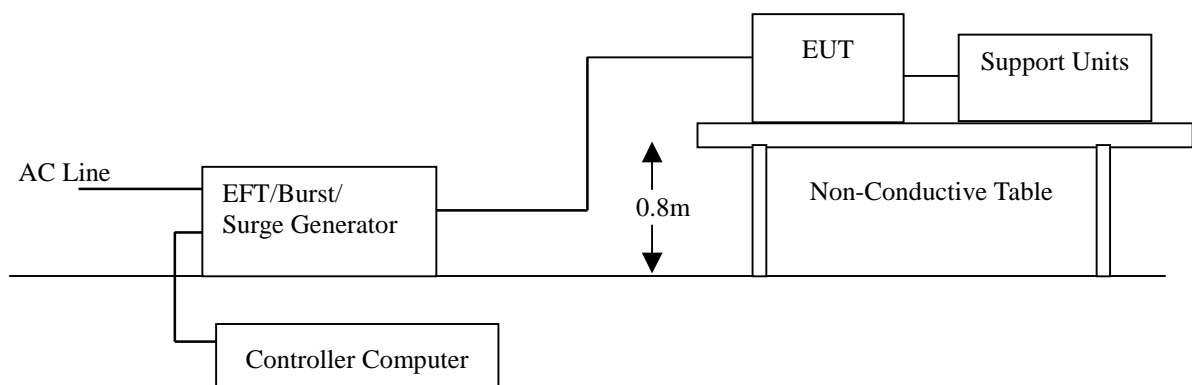 EUT
Support Units
AC Line
EFT/Burst/
Surge Generator
0.8m
Non-Conductive Table
Controller Computer